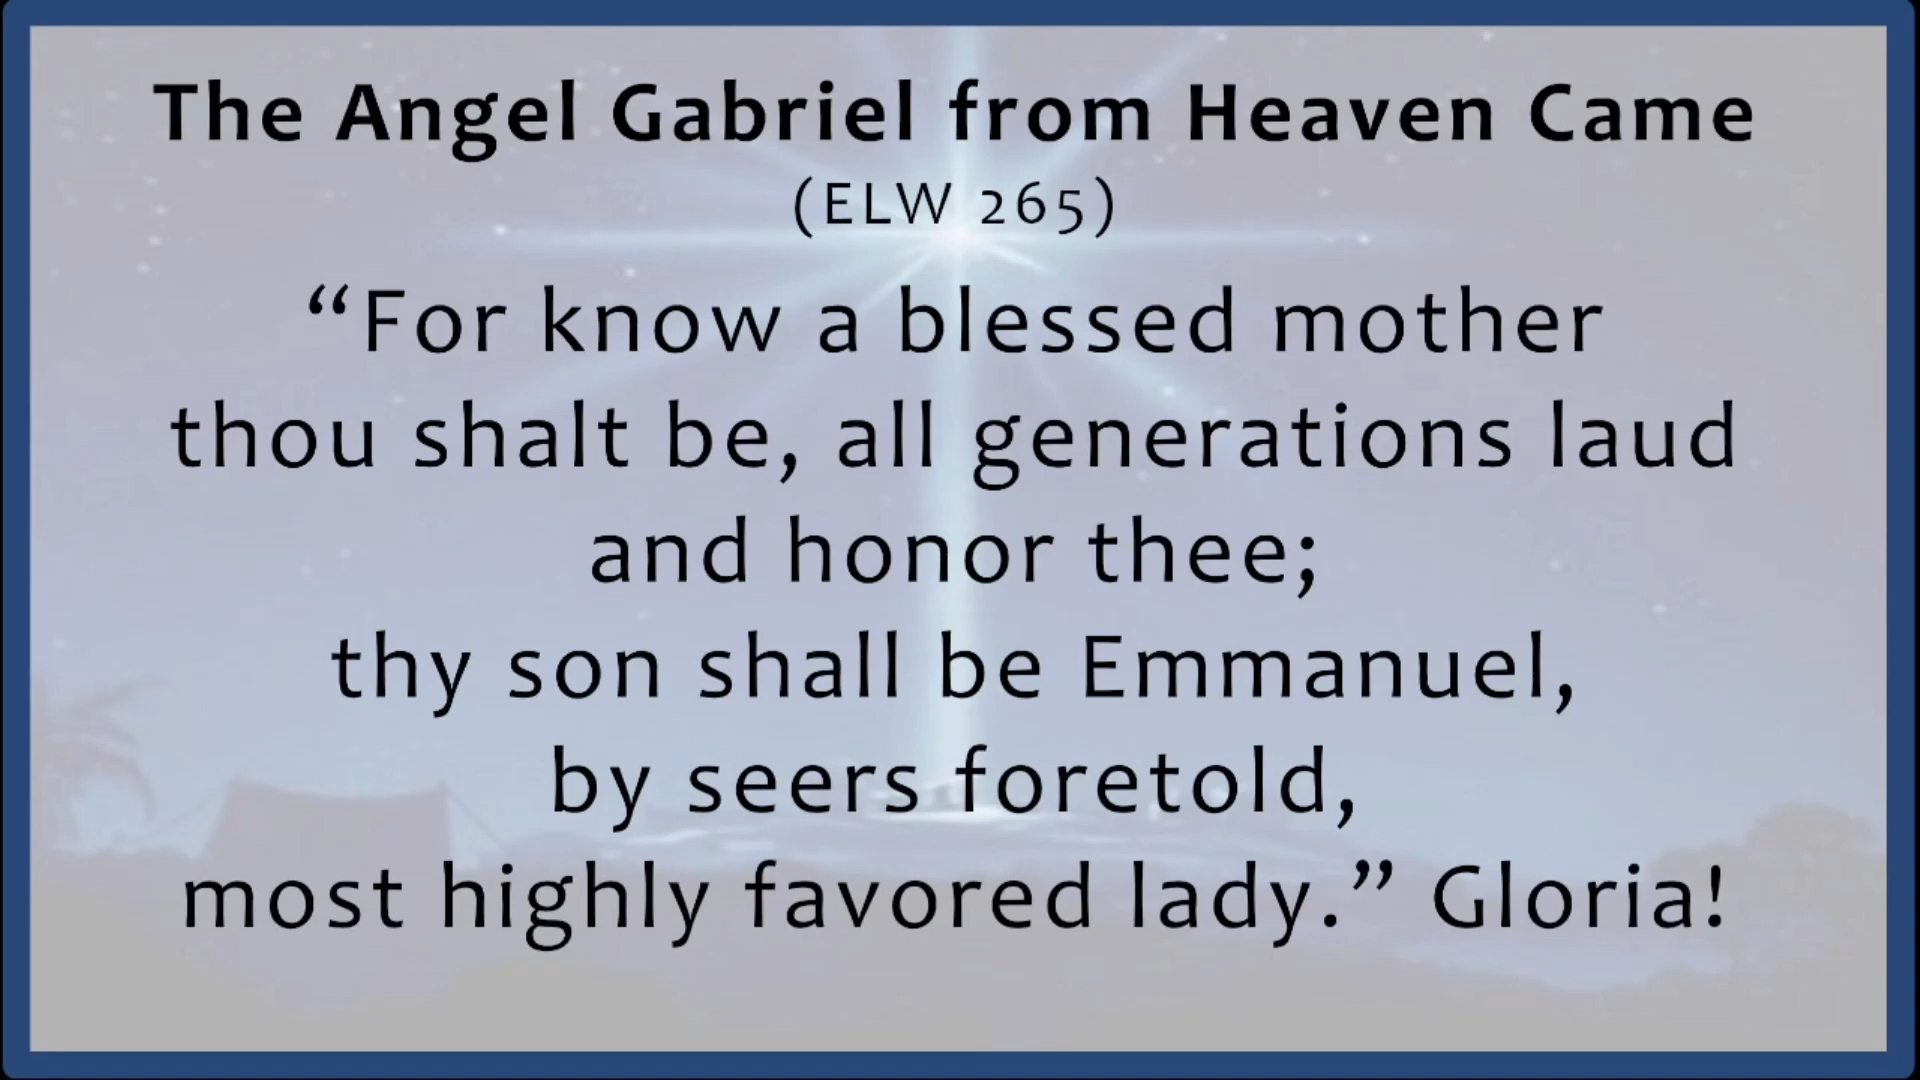 The Angel Gabriel from Heaven Came
(ELW 265)
“For know a blessed mother
thou shalt be, all generations laud
and honor thee;
thy son shall be Emmanuel,
by seers foretold,
most highly favored lady.” Gloria!